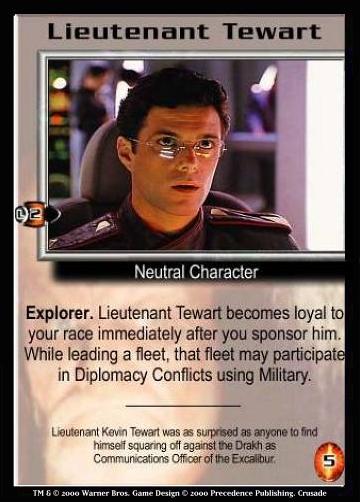 Lieutenant Tewart
L2
Neutral Character
Explorer. Lieutenant Tewart becomes loyal to
your race immediately after you sponsor him.
While leading a fleet, that fleet may participate
in Diplomacy Conflicts using Military.
Lieutenant Kevin Tewart was as surprised as anyone to find
himself squaring off against the Drakh as
Communications Officer of the Excalibur.
5
TM & © 2000 Warner Bros. Game Design © 2000 Precedence Publishing. Crusade